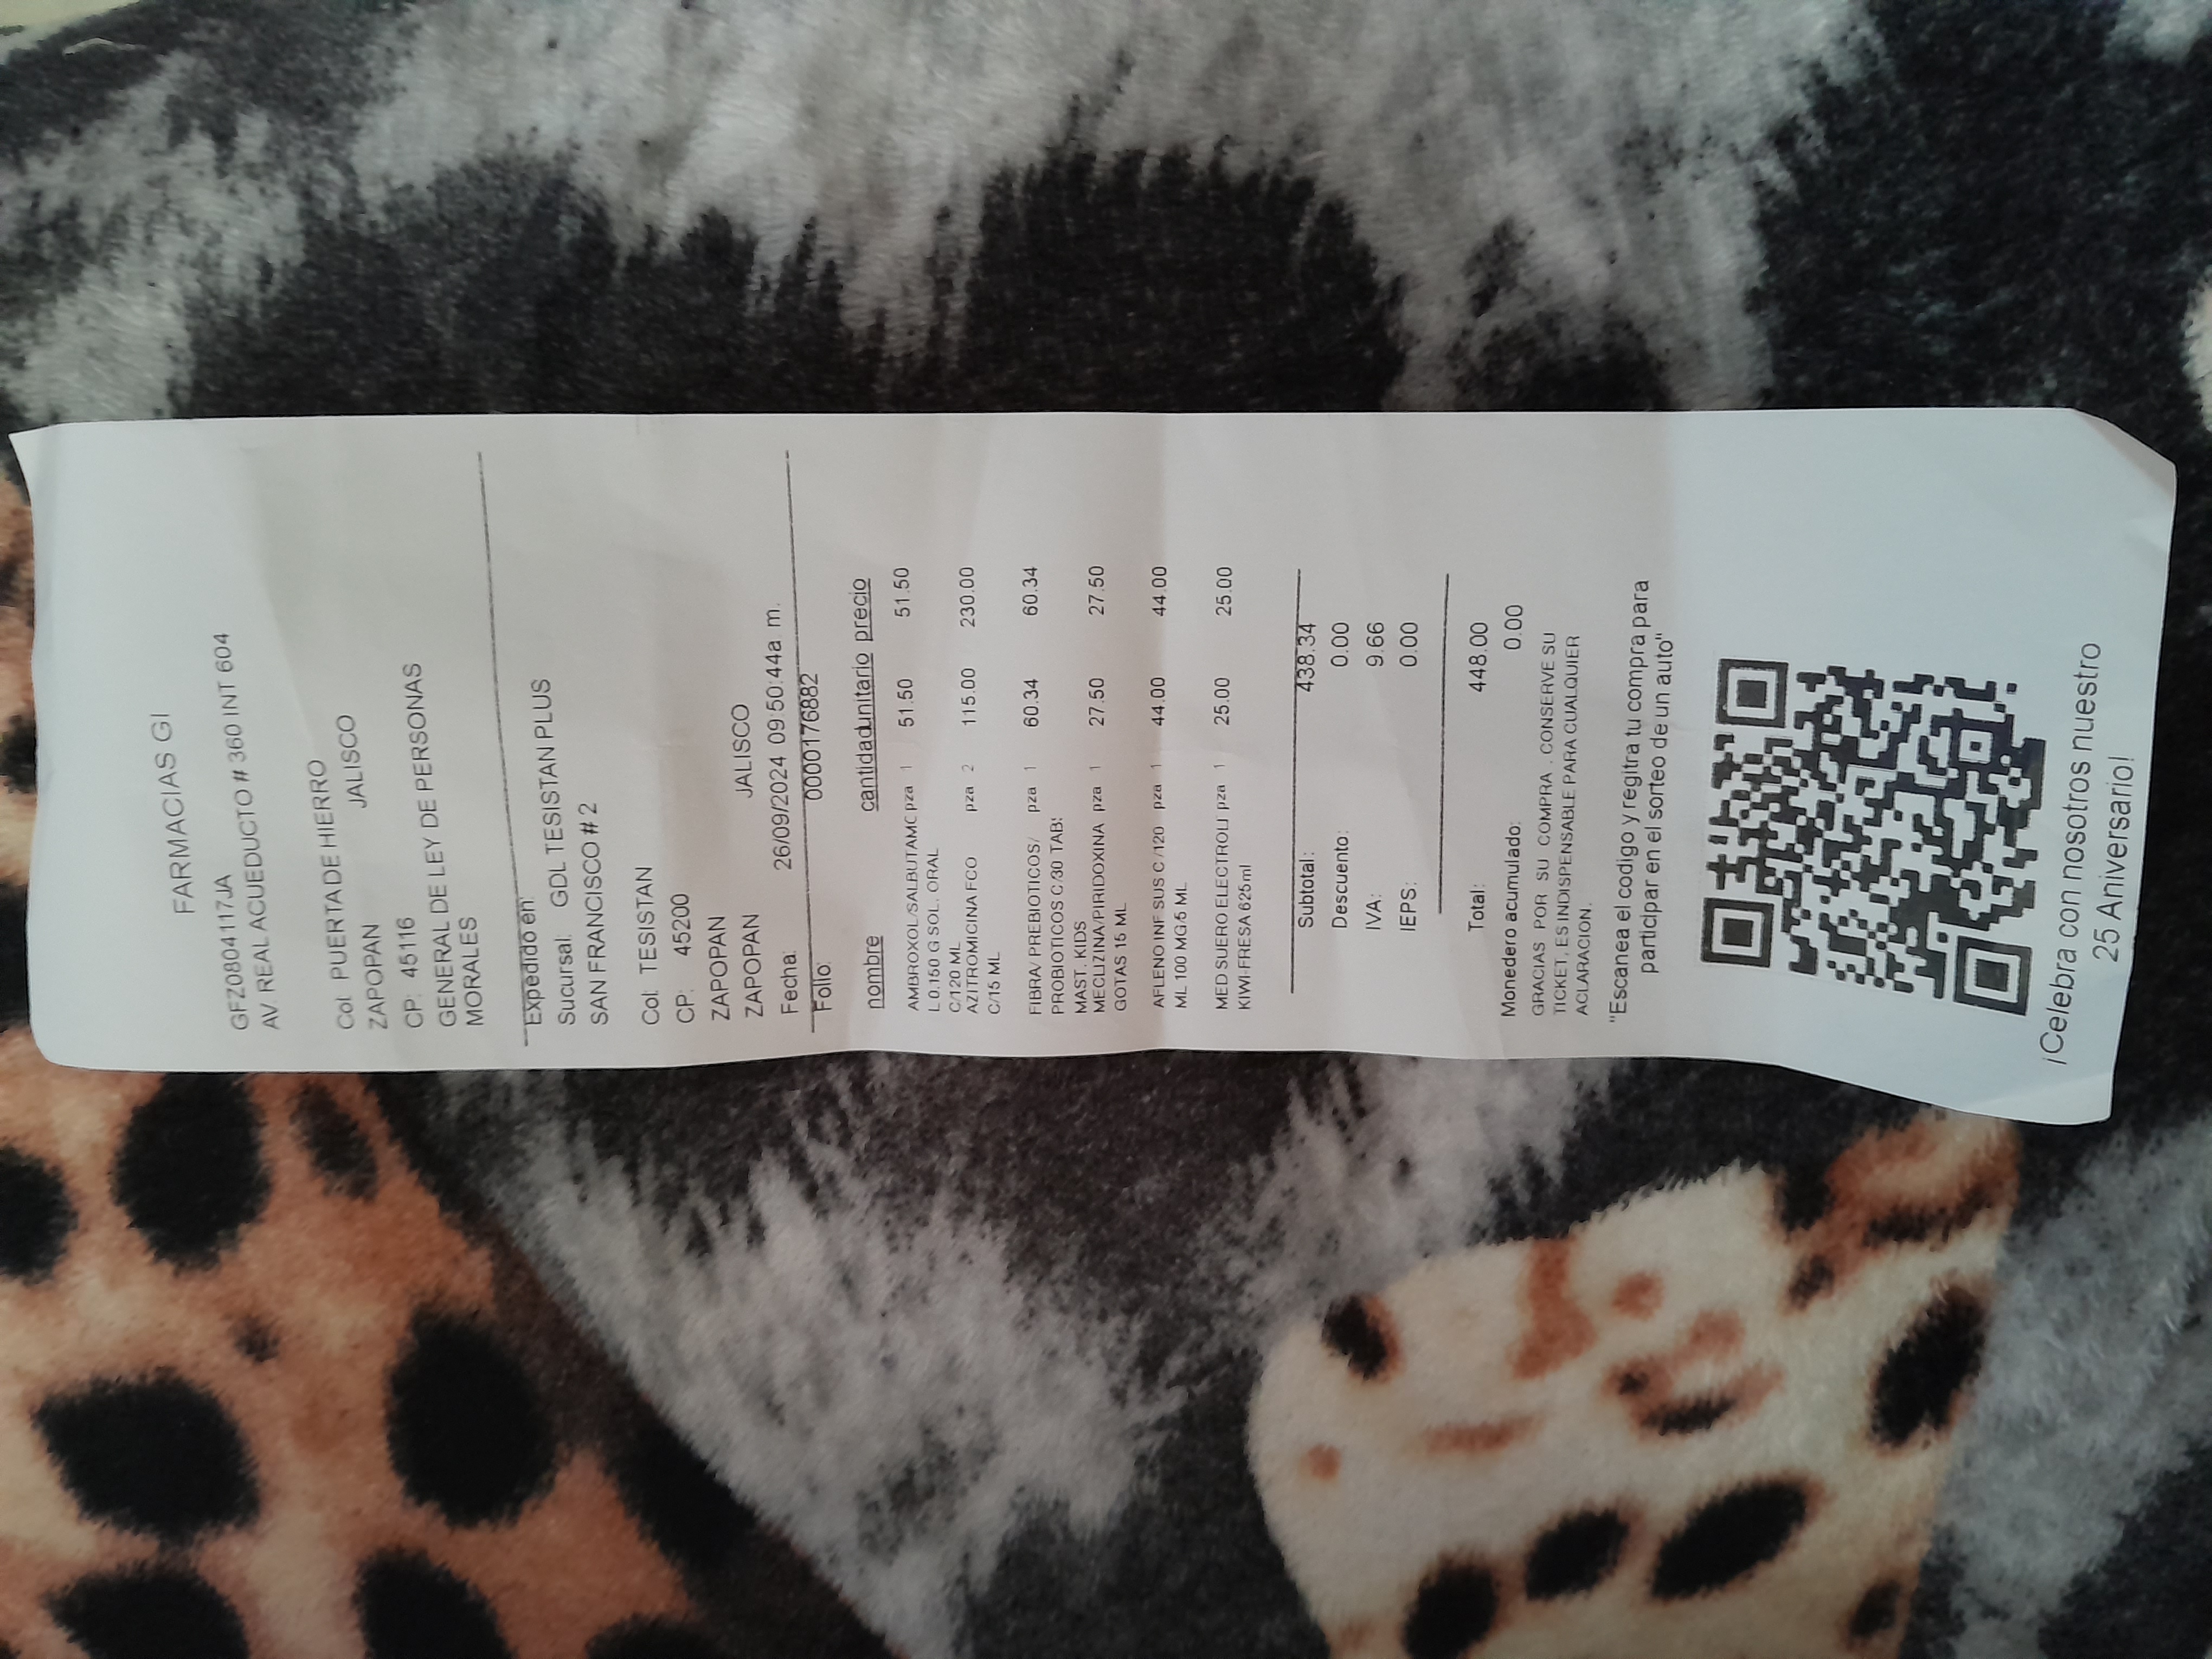 FARMACIAS GI
GFZ0804117JA
AV. REAL ACUEDUCTO # 360 INT 604
Col. PUERTA DE HIERRO
ZAPOPAN JALISCO
CP: 45116
GENERAL DE LEY DE PERSONAS
MORALES
Expedido en:
Sucursal: GDL TESISTAN PLUS
SAN FRANCISCO # 2
Col: TESISTAN
CP: 45200
ZAPOPAN
ZAPOPAN JALISCO
Fecha: 26/09/2024 09:50:44a. m.
Folio: 0000176882
nombre cantidad unitario precio
AMBROXOL/SALBUTAMO pza 1 51.50 51.50
L 0.150 G SOL. ORAL
C/120 ML
AZITROMICINA FCO pza 2 115.00 230.00
C/15 ML
FIBRA/ PREBIOTICOS/ pza 1 60.34 60.34
PROBIOTICOS C/30 TAB:
MAST. KIDS
MECLIZINA/PIRIDOXINA pza 1 27.50 27.50
GOTAS 15 ML
AFLENO INF SUS C/120 pza 1 44.00 44.00
ML 100 MG/5 ML
MED SUERO ELECTROLI pza 1 25.00 25.00
KIWI-FRESA 625ml
Subtotal: 438.34
Descuento: 0.00
IVA: 9.66
IEPS: 0.00
Total: 448.00
Monedero acumulado: 0.00
GRACIAS POR SU COMPRA , CONSERVE SU
TICKET, ES INDISPENSABLE PARA CUALQUIER
ACLARACION.
"Escanea el codigo y regitra tu compra para
participar en el sorteo de un auto"
¡Celebra con nosotros nuestro
25 Aniversario!